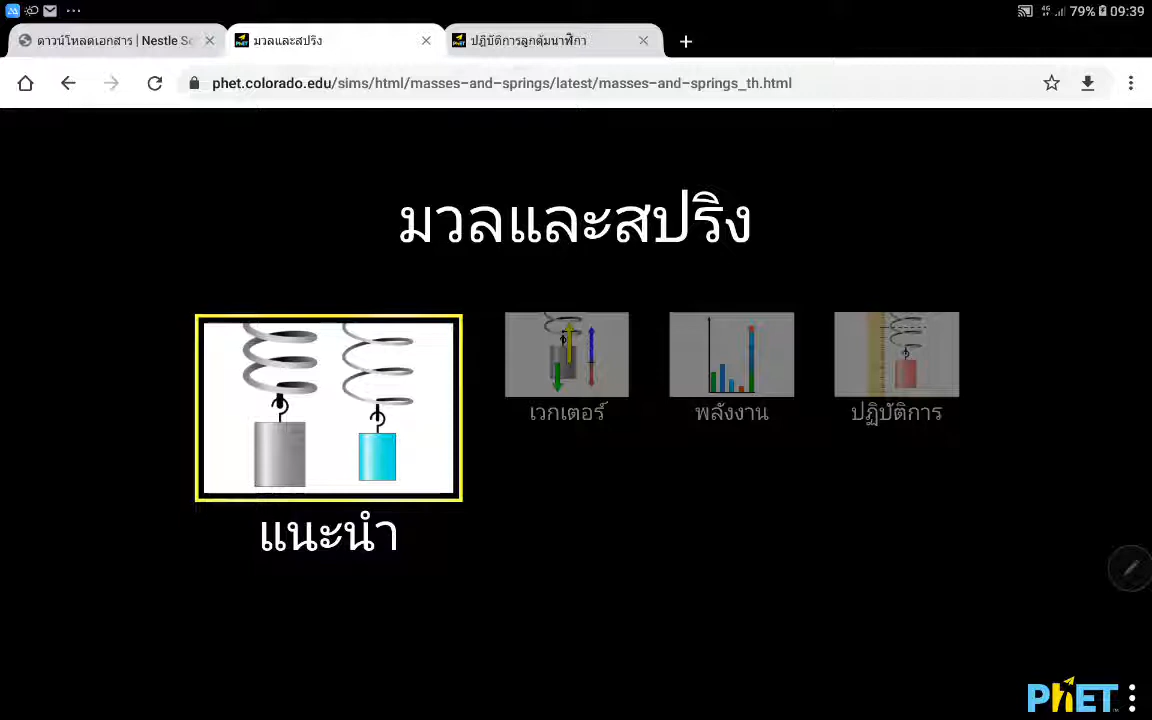 79% 09:39
ดาวน์โหลดเอกสาร | Nestle Sc
มวลและสปริง
ปฏิบัติการลูกตุ้มนาฬิกา
phet.colorado.edu/sims/html/masses-and-springs/latest/masses-and-springs_th.html
มวลและสปริง
เวกเตอร์
พลังงาน
ปฏิบัติการ
แนะนำ
PhET